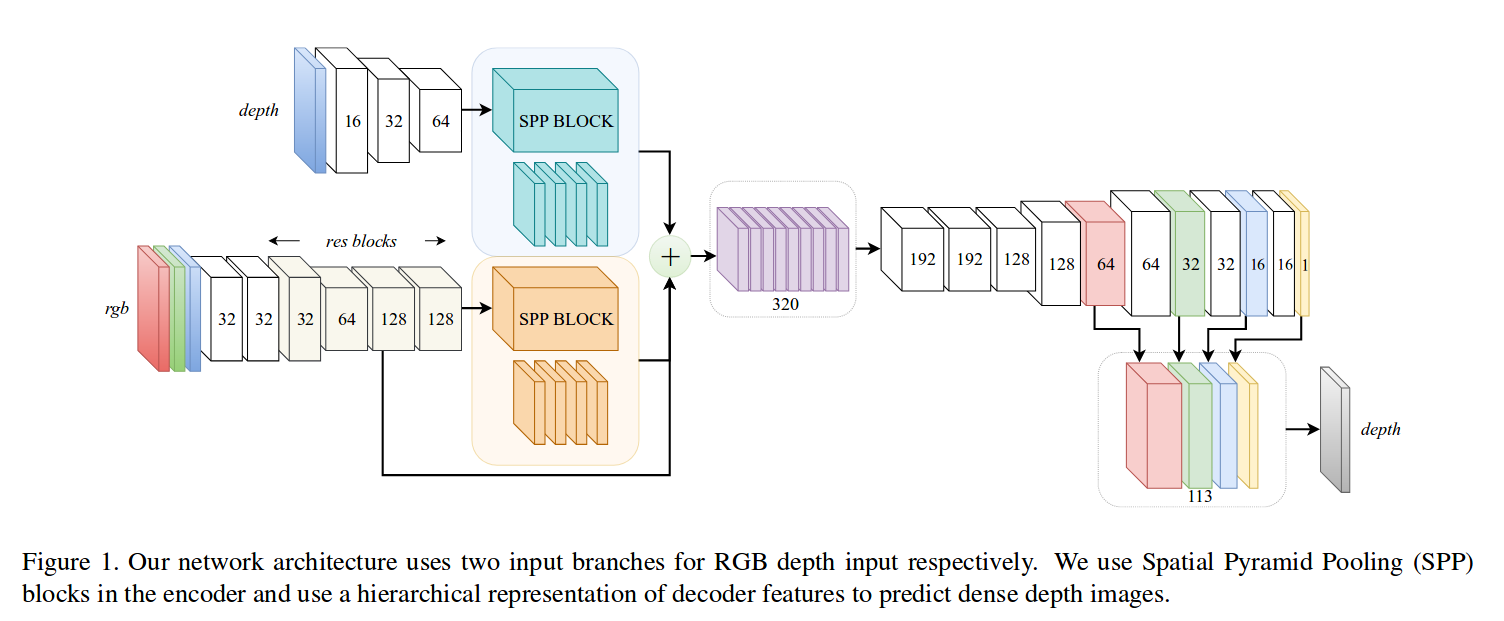 depth
16
32
64
SPP BLOCK
res blocks
rgb
32
32
32
64
128
128
SPP BLOCK
+
320
192
192
128
128
64
64
32
32
16
16
1
113
depth
Figure 1. Our network architecture uses two input branches for RGB depth input respectively. We use Spatial Pyramid Pooling (SPP)
blocks in the encoder and use a hierarchical representation of decoder features to predict dense depth images.